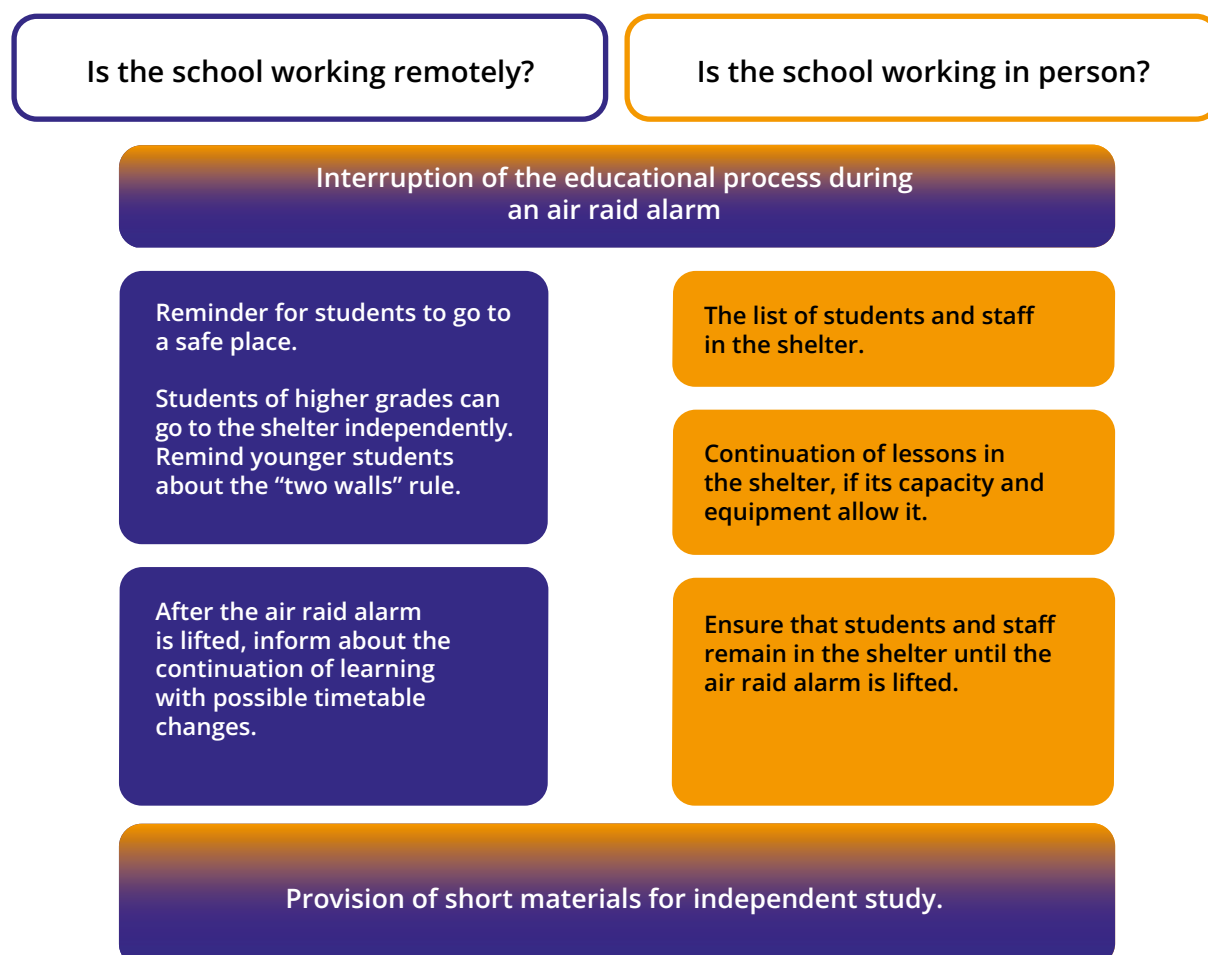 Is the school working remotely?
Is the school working in person?
Interruption of the educational process during
an air raid alarm
Reminder for students to go to
a safe place.
Students of higher grades can
go to the shelter independently.
Remind younger students
about the “two walls” rule.
After the air raid alarm
is lifted, inform about the
continuation of learning
with possible timetable
changes.
The list of students and staff
in the shelter.
Continuation of lessons in
the shelter, if its capacity and
equipment allow it.
Ensure that students and staff
remain in the shelter until the
air raid alarm is lifted.
Provision of short materials for independent study.